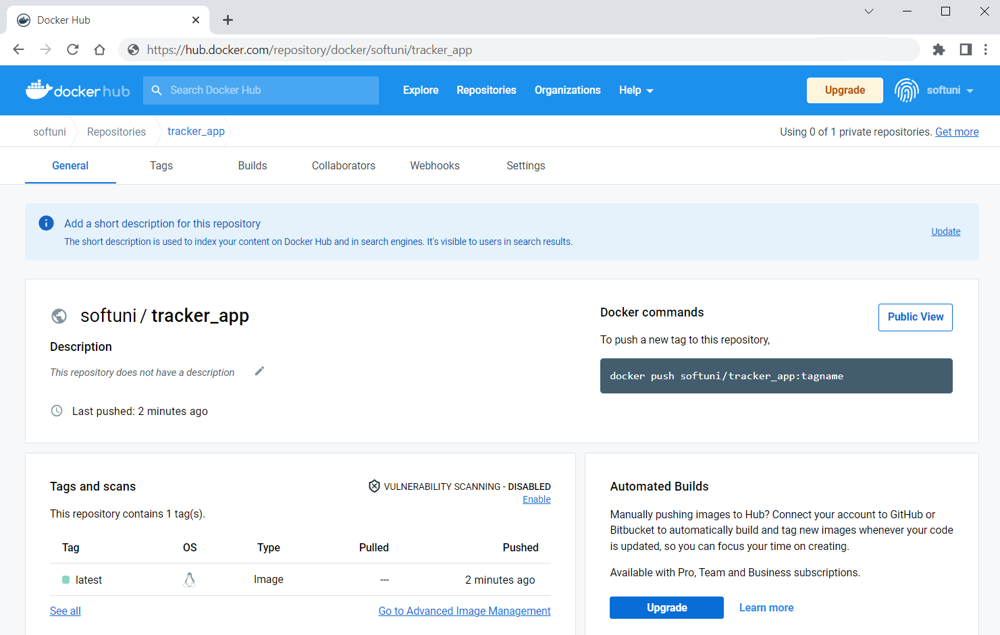 Docker Hub
https://hub.docker.com/repository/docker/softuni/tracker_app
docker hub
Search Docker Hub
Explore
Repositories
Organizations
Help
Upgrade
softuni
softuni
Repositories
tracker_app
Using 0 of 1 private repositories. Get more
General
Tags
Builds
Collaborators
Webhooks
Settings
Add a short description for this repository
The short description is used to index your content on Docker Hub and in search engines. It's visible to users in search results.
Update
softuni / tracker_app
Description
This repository does not have a description
Last pushed: 2 minutes ago
Docker commands
Public View
To push a new tag to this repository,
docker push softuni/tracker_app:tagname
Tags and scans
VULNERABILITY SCANNING - DISABLED
Enable
This repository contains 1 tag(s).
Tag OS Type Pulled Pushed
latest Image --- 2 minutes ago
See all
Go to Advanced Image Management
Automated Builds
Manually pushing images to Hub? Connect your account to GitHub or
Bitbucket to automatically build and tag new images whenever your code
is updated, so you can focus your time on creating.
Available with Pro, Team and Business subscriptions.
Upgrade
Learn more